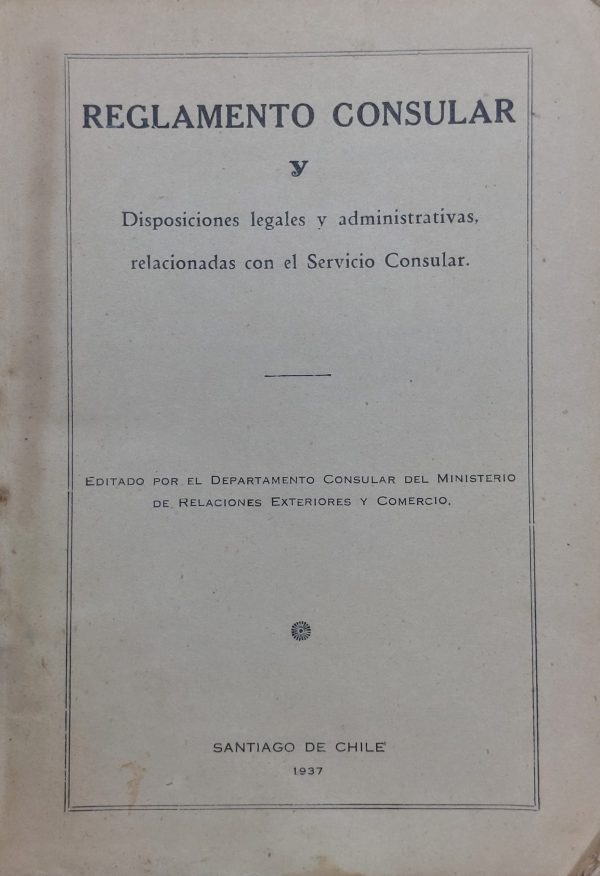 REGLAMENTO CONSULAR
y
Disposiciones legales y administrativas,
relacionadas con el Servicio Consular.
EDITADO POR EL DEPARTAMENTO CONSULAR DEL MINISTERIO
DE RELACIONES EXTERIORES Y COMERCIO.
SANTIAGO DE CHILE
1937